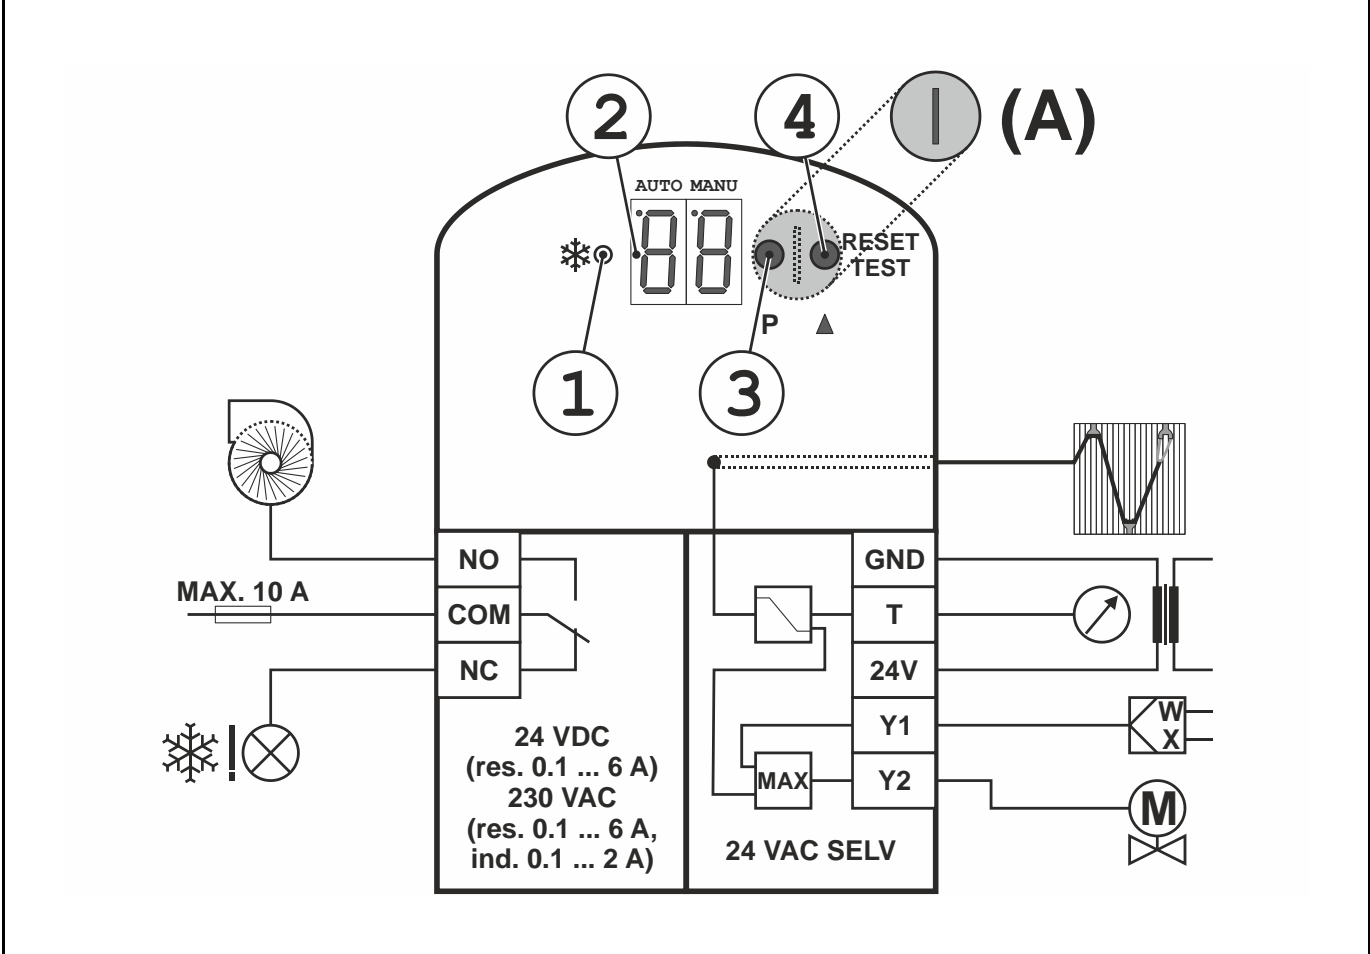 2
4
(A)
AUTO MANU
88
RESET
TEST
P
1
3
NO
GND
MAX. 10 A
COM
T
NC
24V
W
Y1
X
24 VDC
(res. 0.1 ... 6 A)
MAX
Y2
M
230 VAC
(res. 0.1 ... 6 A,
ind. 0.1 ... 2 A)
24 VAC SELV
!